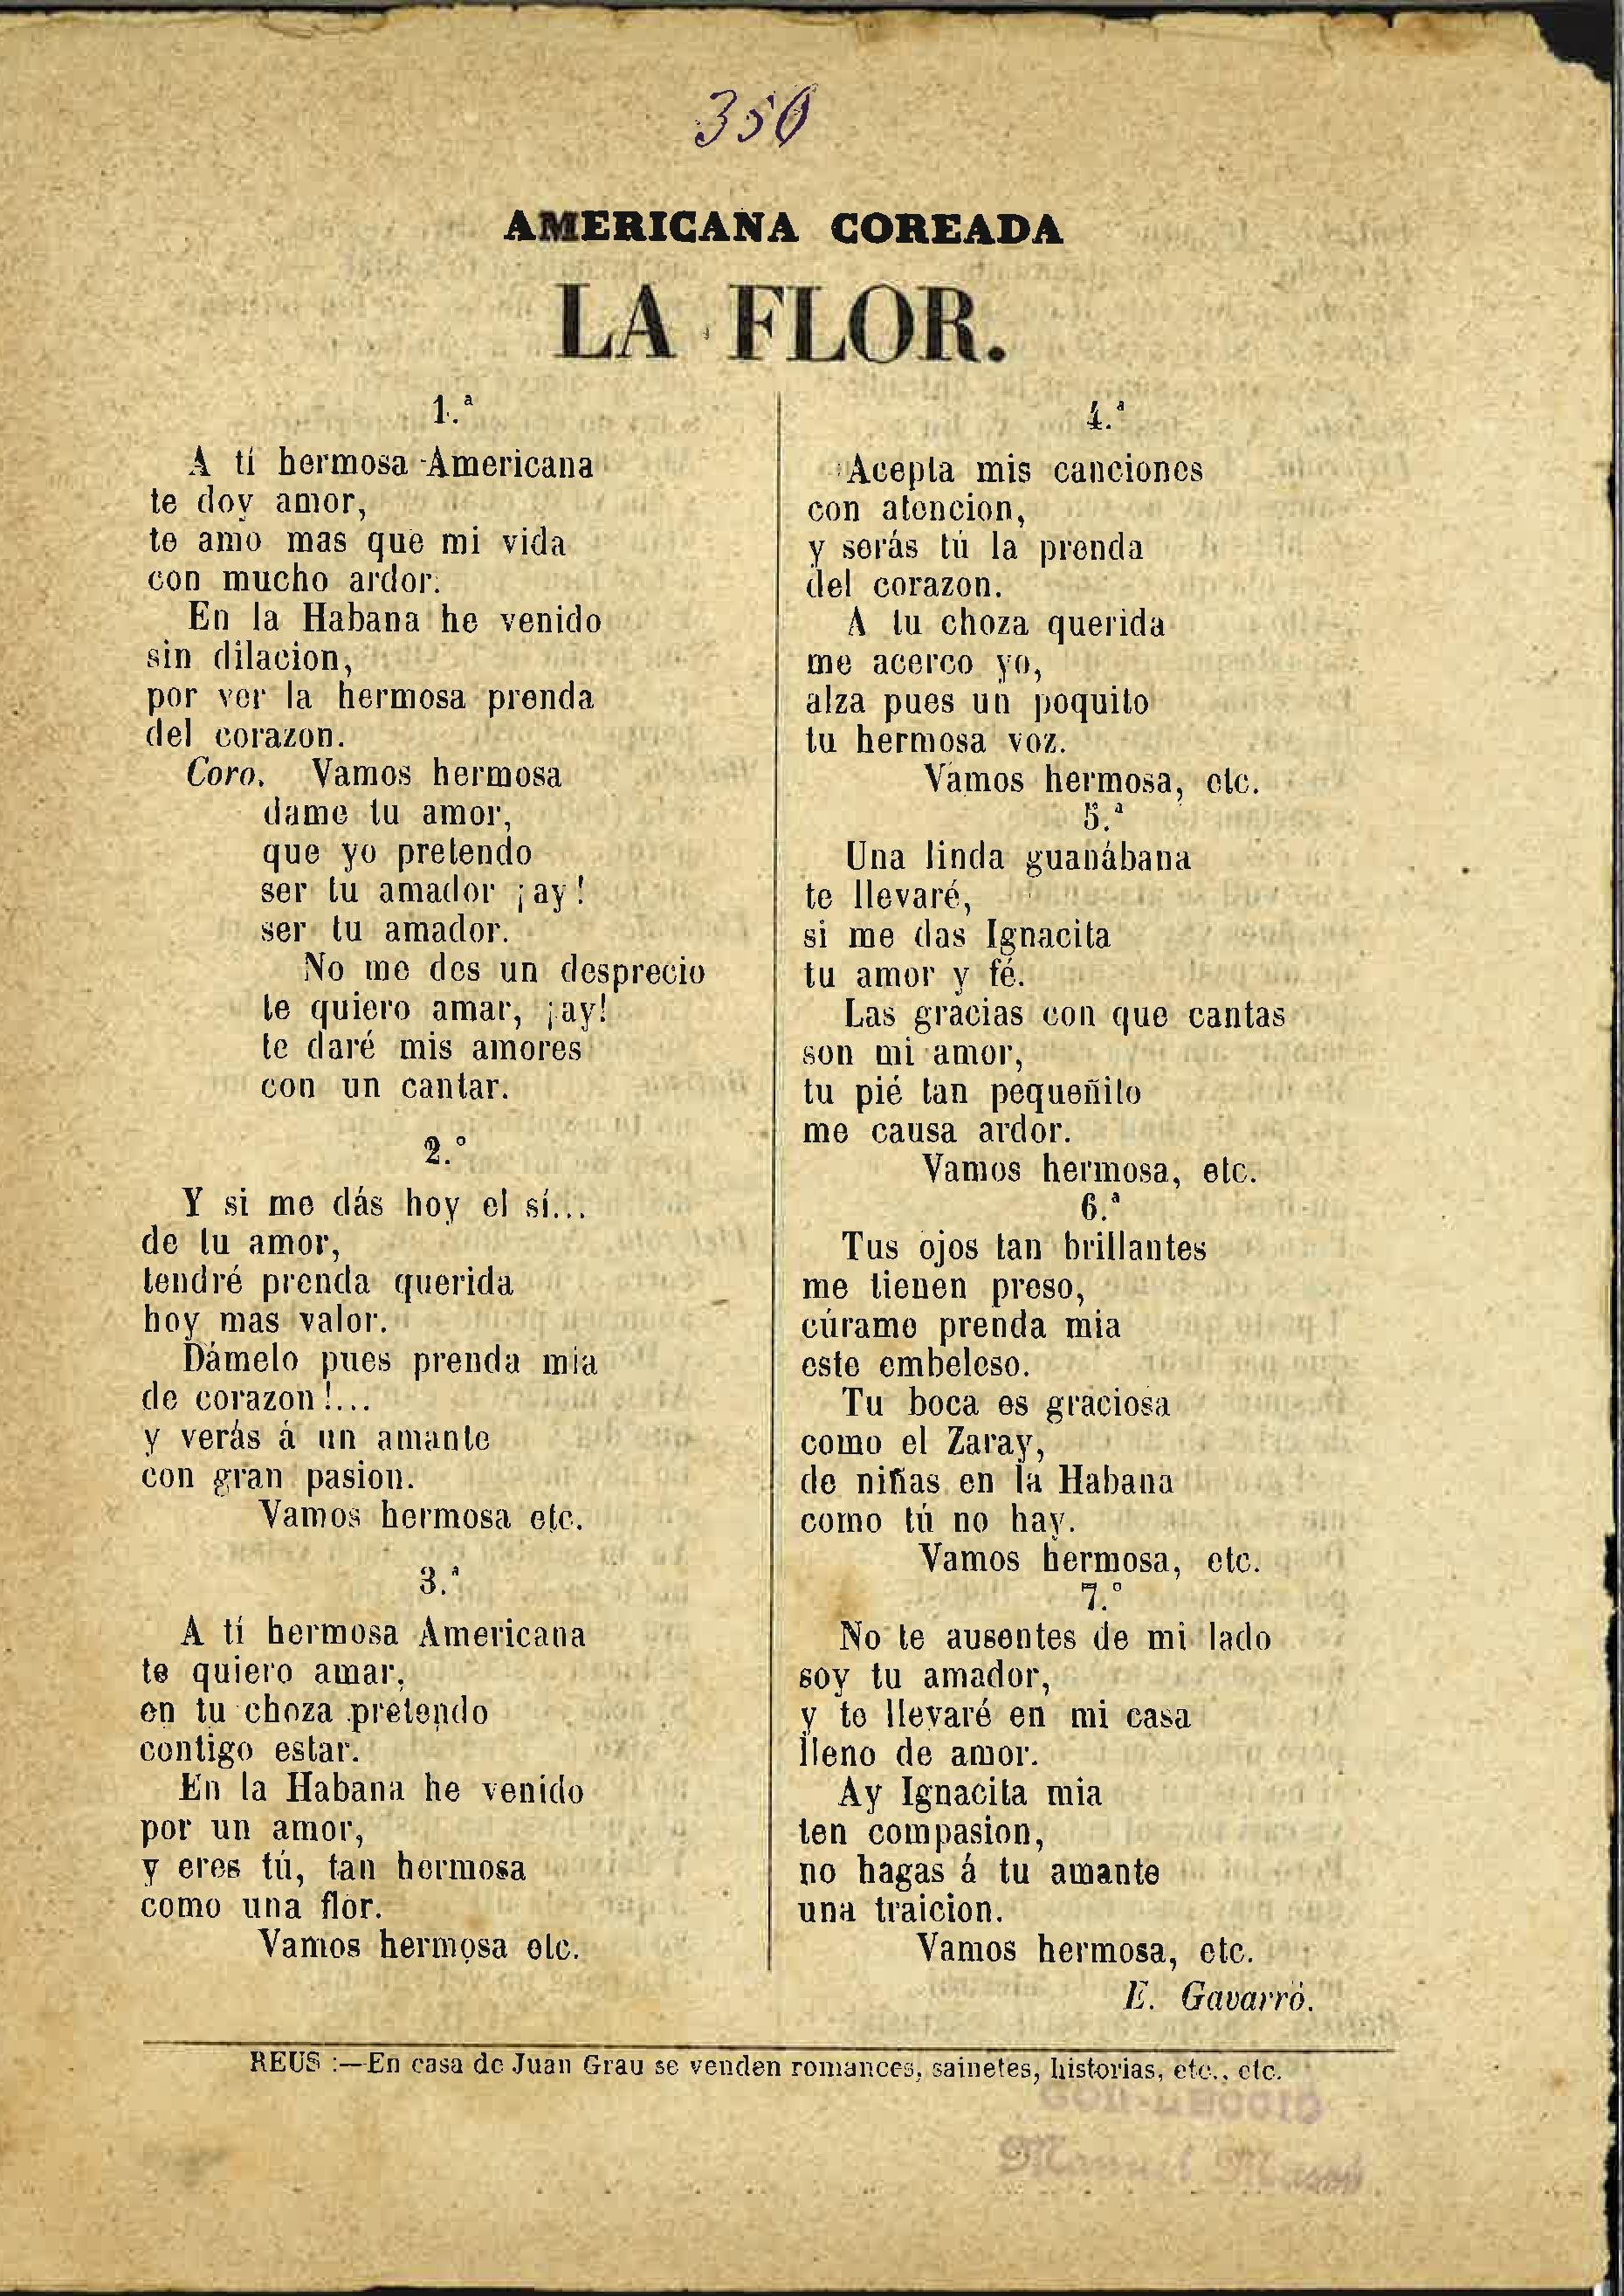 350
AMERICANA COREADA
LA FLOR.
1.ª
A tí hermosa Americana
te doy amor,
te amo mas que mi vida
con mucho ardor.
En la Habana he venido
sin dilacion,
por ver la hermosa prenda
del corazon.
Coro. Vamos hermosa
dame tu amor,
que yo pretendo
ser tu amador ¡ay!
ser tu amador.
No me des un desprecio
te quiero amar, ¡ay!
te daré mis amores
con un cantar.
2.º
Y si me dás hoy el sí...
de tu amor,
tendré prenda querida
hoy mas valor.
Dámelo pues prenda mia
de corazon!...
y verás á un amante
con gran pasion.
Vamos hermosa etc.
3.ª
A tí hermosa Americana
te quiero amar,
en tu choza pretendo
contigo estar.
En la Habana he venido
por un amor,
y eres tú, tan hermosa
como una flor.
Vamos hermosa etc.
4.ª
Acepta mis canciones
con atencion,
y serás tú la prenda
del corazon.
A tu choza querida
me acerco yo,
alza pues un poquito
tu hermosa voz.
Vamos hermosa, etc.
5.ª
Una linda guanábana
te llevaré,
si me das Ignacita
tu amor y fé.
Las gracias con que cantas
son mi amor,
tu pié tan pequeñito
me causa ardor.
Vamos hermosa, etc.
6.ª
Tus ojos tan brillantes
me tienen preso,
cúrame prenda mia
este embeleso.
Tu boca es graciosa
como el Zaray,
de niñas en la Habana
como tú no hay.
Vamos hermosa, etc.
7.º
No te ausentes de mi lado
soy tu amador,
y te llevaré en mi casa
lleno de amor.
Ay Ignacita mia
ten compasion,
no hagas á tu amante
una traicion.
Vamos hermosa, etc.
E. Gavarró.
REUS :—En casa de Juan Grau se venden romances, sainetes, historias, etc., etc.